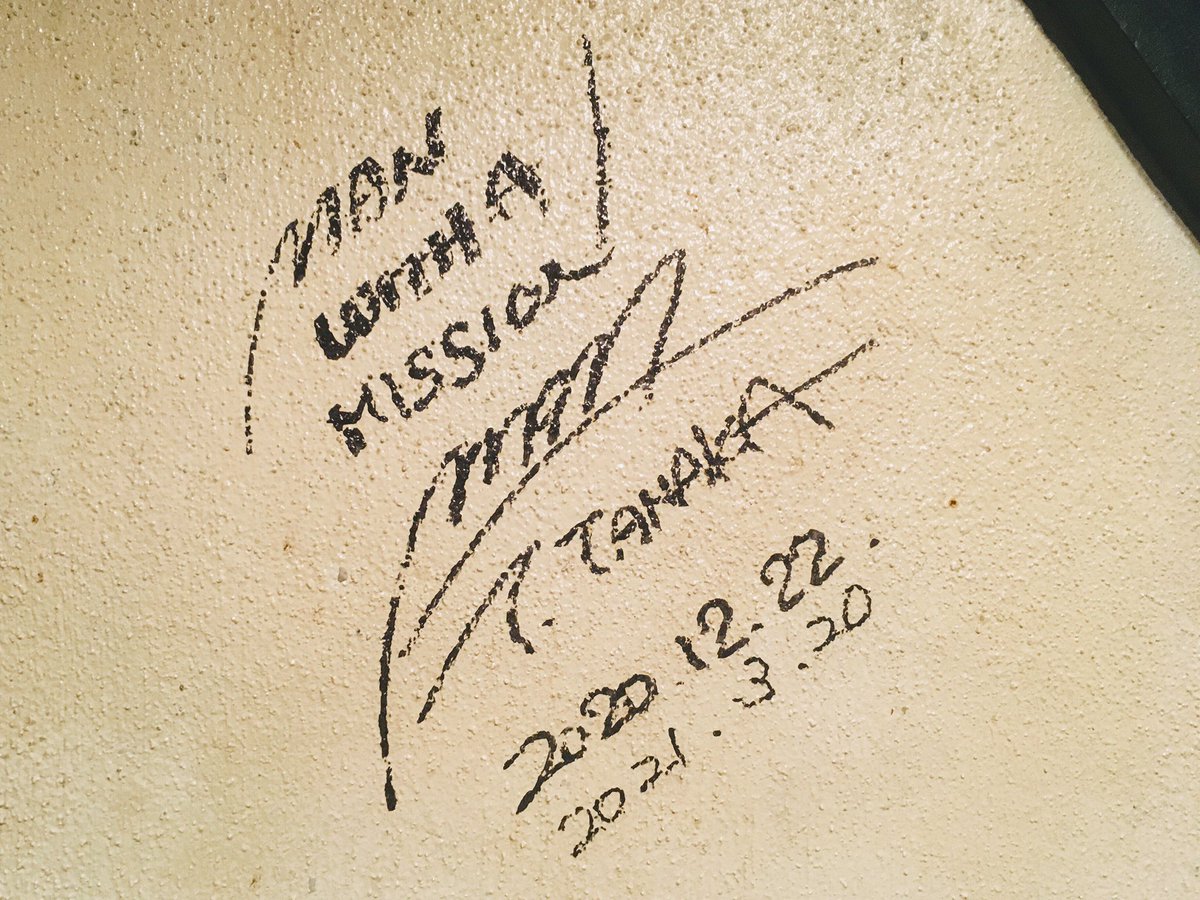 MAN
WITH A
MISSION
T. TANAKA
2020.12.22.
2021.3.20